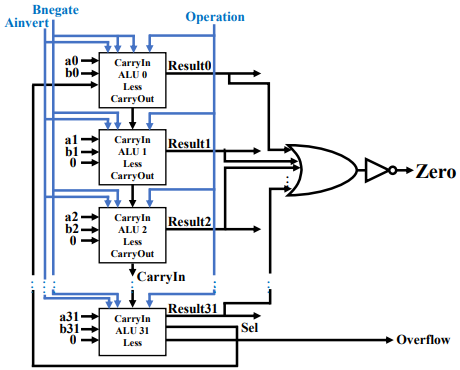 Bnegate
Ainvert
Operation
a0
b0
CarryIn
ALU 0
Less
CarryOut
Result0
a1
b1
0
CarryIn
ALU 1
Less
CarryOut
Result1
Zero
a2
b2
0
CarryIn
ALU 2
Less
CarryOut
Result2
CarryIn
a31
b31
0
CarryIn
ALU 31
Less
Result31
Sel
Overflow